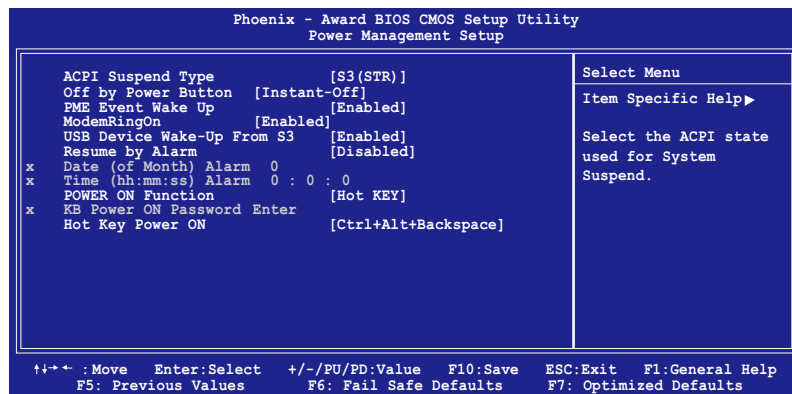 Phoenix - Award BIOS CMOS Setup Utility
Power Management Setup
ACPI Suspend Type [S3(STR)]
Off by Power Button [Instant-Off]
PME Event Wake Up [Enabled]
ModemRingOn [Enabled]
USB Device Wake-Up From S3 [Enabled]
Resume by Alarm [Disabled]
x Date (of Month) Alarm 0
x Time (hh:mm:ss) Alarm 0 : 0 : 0
POWER ON Function [Hot KEY]
x KB Power ON Password Enter
Hot Key Power ON [Ctrl+Alt+Backspace]
Select Menu
Item Specific Help▶
Select the ACPI state
used for System
Suspend.
↑↓→← :Move Enter:Select +/-/PU/PD:Value F10:Save ESC:Exit F1:General Help
F5: Previous Values F6: Fail Safe Defaults F7: Optimized Defaults